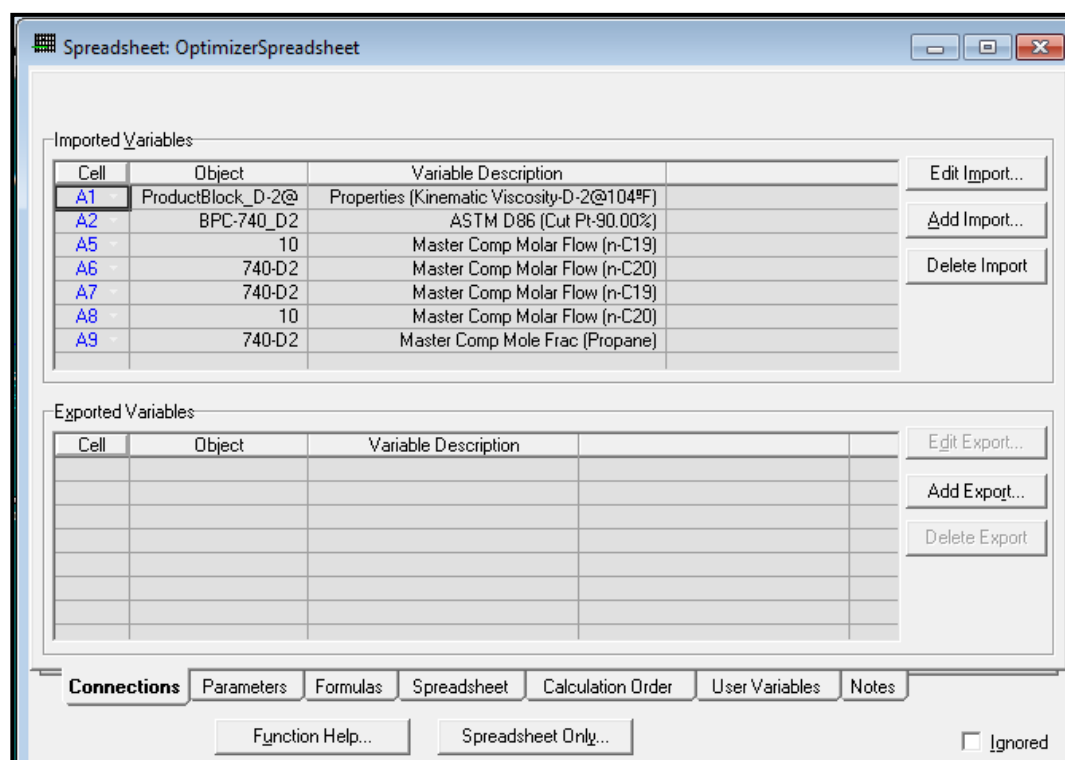 Spreadsheet: OptimizerSpreadsheet
Imported Variables
Cell Object Variable Description
A1 ProductBlock_D-2@ Properties (Kinematic Viscosity-D-2@104ºF)
A2 BPC-740_D2 ASTM D86 (Cut Pt-90.00%)
A5 10 Master Comp Molar Flow (n-C19)
A6 740-D2 Master Comp Molar Flow (n-C20)
A7 740-D2 Master Comp Molar Flow (n-C19)
A8 10 Master Comp Molar Flow (n-C20)
A9 740-D2 Master Comp Mole Frac (Propane)
Edit Import...
Add Import...
Delete Import
Exported Variables
Cell Object Variable Description
Edit Export...
Add Export...
Delete Export
Connections Parameters Formulas Spreadsheet Calculation Order User Variables Notes
Function Help... Spreadsheet Only... Ignored